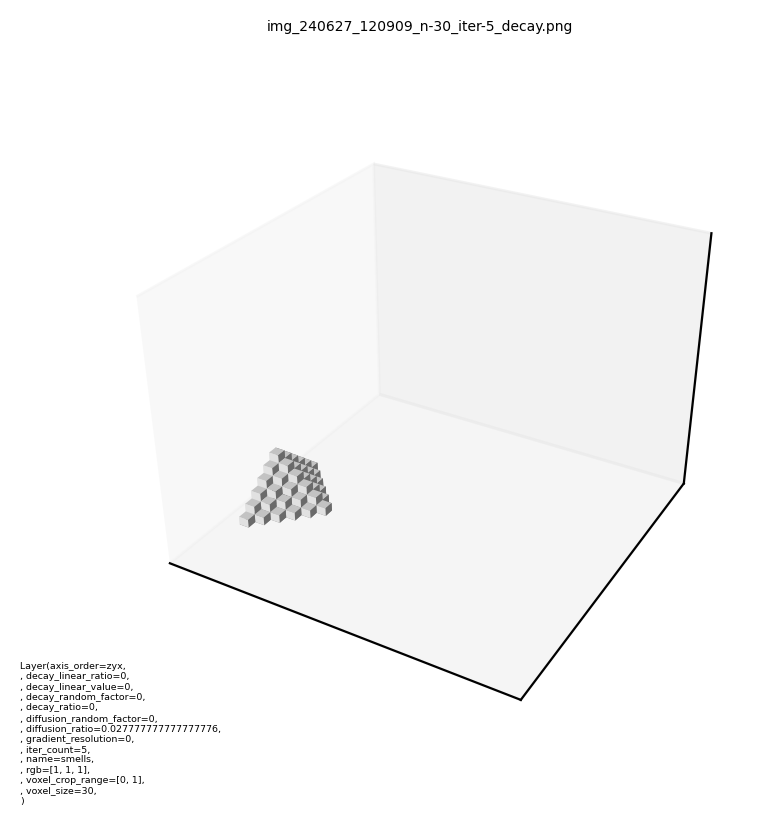 img_240627_120909_n-30_iter-5_decay.png
Layer(axis_order=zyx,
, decay_linear_ratio=0,
, decay_linear_value=0,
, decay_random_factor=0,
, decay_ratio=0,
, diffusion_random_factor=0,
, diffusion_ratio=0.027777777777777776,
, gradient_resolution=0,
, iter_count=5,
, name=smells,
, rgb=[1, 1, 1],
, voxel_crop_range=[0, 1],
, voxel_size=30,
)